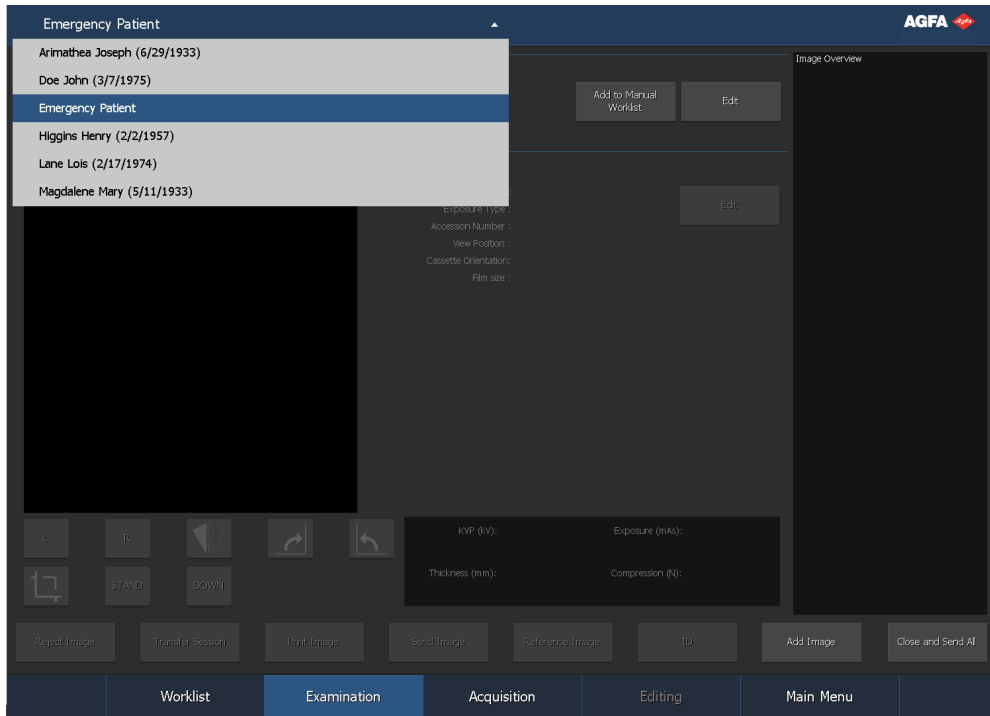 Emergency Patient
AGFA Agfa
Arimathea Joseph (6/29/1933)
Doe John (3/7/1975)
Emergency Patient
Higgins Henry (2/2/1957)
Lane Lois (2/17/1974)
Magdalene Mary (5/11/1933)
Image Overview
Add to Manual
Worklist
Edit
Exposure Type :
Edit
Accession Number :
View Position :
Cassette Orientation:
Film size :
L
R
STAND
DOWN
KVP (kV):
Exposure (mAs):
Thickness (mm):
Compression (N):
Reject Image
Transfer Session
Print Image
Send Image
Reference Image
ID
Add Image
Close and Send All
Worklist
Examination
Acquisition
Editing
Main Menu